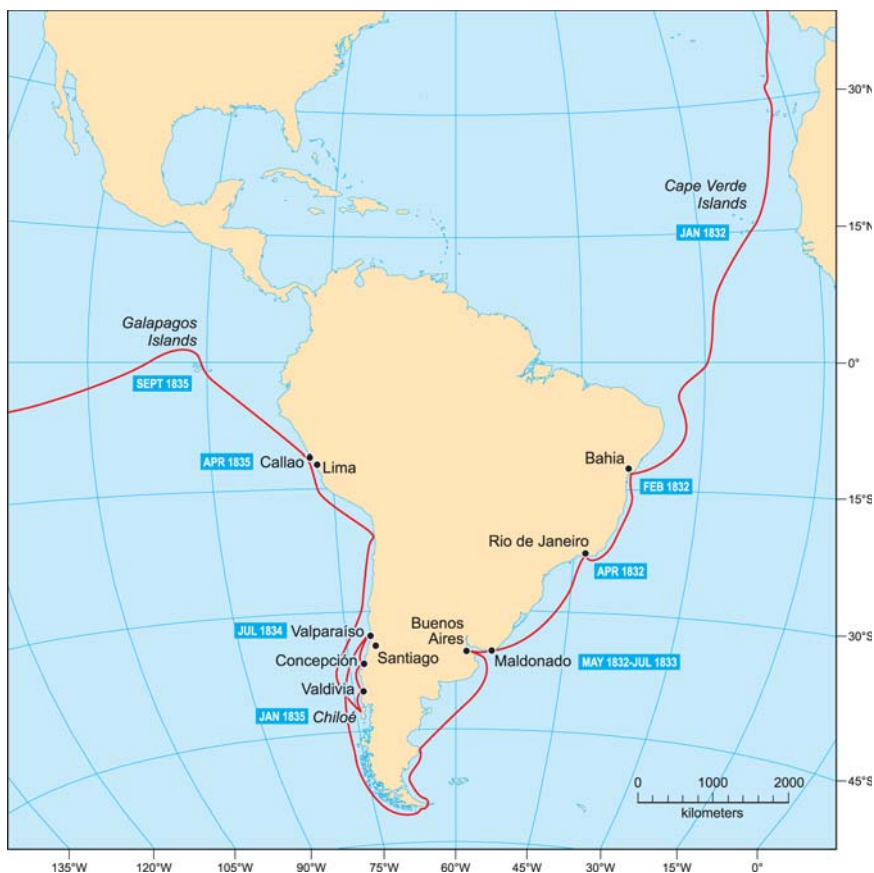 30°N
Cape Verde
Islands
JAN 1832
15°N
Galapagos
Islands
0°
SEPT 1835
Bahia
APR 1835
Callao
Lima
FEB 1832
15°S
Rio de Janeiro
APR 1832
Buenos
Aires
JUL 1834
Valparaíso
30°S
Santiago
Concepción
Maldonado
MAY 1832-JUL 1833
Valdivia
JAN 1835
Chiloé
45°S
0 1000 2000
kilometers
135°W 120°W 105°W 90°W 75°W 60°W 45°W 30°W 15°W 0°